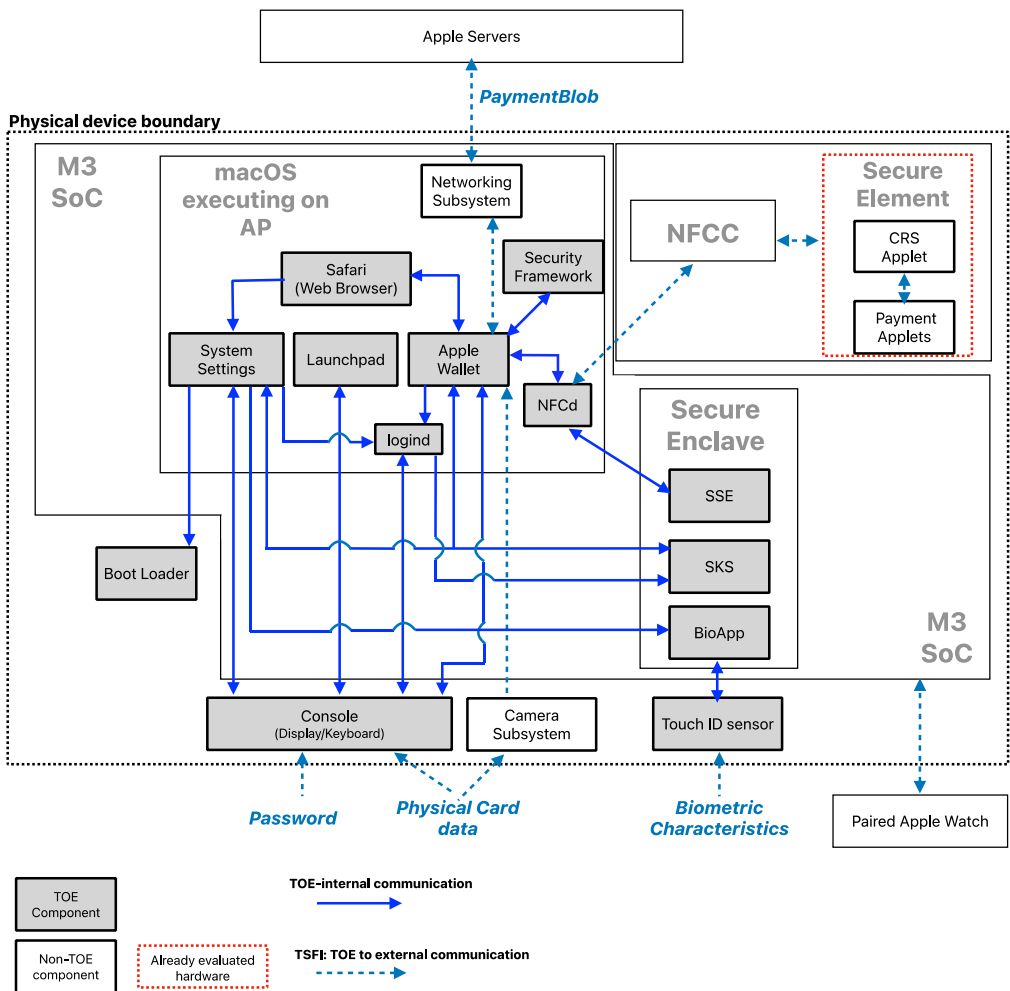 Apple Servers
PaymentBlob
Physical device boundary
M3
SoC
macOS
executing on
AP
Networking
Subsystem
Secure
Element
NFCC
CRS
Applet
Security
Framework
Safari
(Web Browser)
Payment
Applets
System
Settings
Launchpad
Apple
Wallet
NFCd
logind
Secure
Enclave
SSE
Boot Loader
SKS
BioApp
M3
SoC
Console
(Display/Keyboard)
Camera
Subsystem
Touch ID sensor
Password
Physical Card
data
Biometric
Characteristics
Paired Apple Watch
TOE
Component
TOE-internal communication
Non-TOE
component
Already evaluated
hardware
TSFI: TOE to external communication